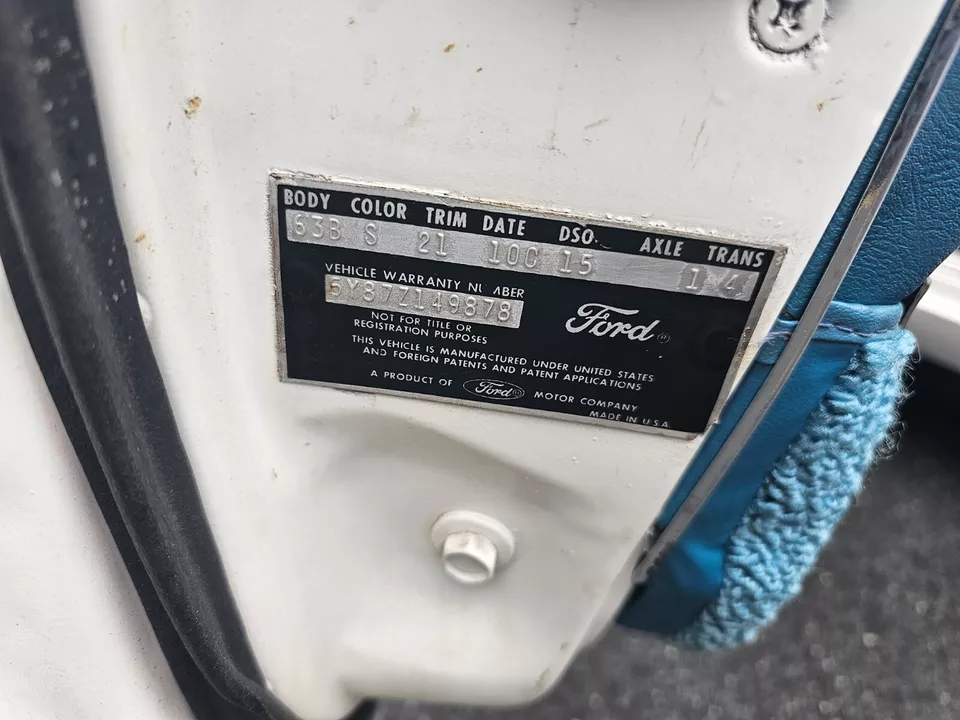 BODY COLOR TRIM DATE DSO. AXLE TRANS
63B S 21 10C 15 1 4
VEHICLE WARRANTY NUMBER
5Y87Z149878
NOT FOR TITLE OR
REGISTRATION PURPOSES
Ford ®
THIS VEHICLE IS MANUFACTURED UNDER UNITED STATES
AND FOREIGN PATENTS AND PATENT APPLICATIONS
A PRODUCT OF Ford ® MOTOR COMPANY
MADE IN U.S.A.